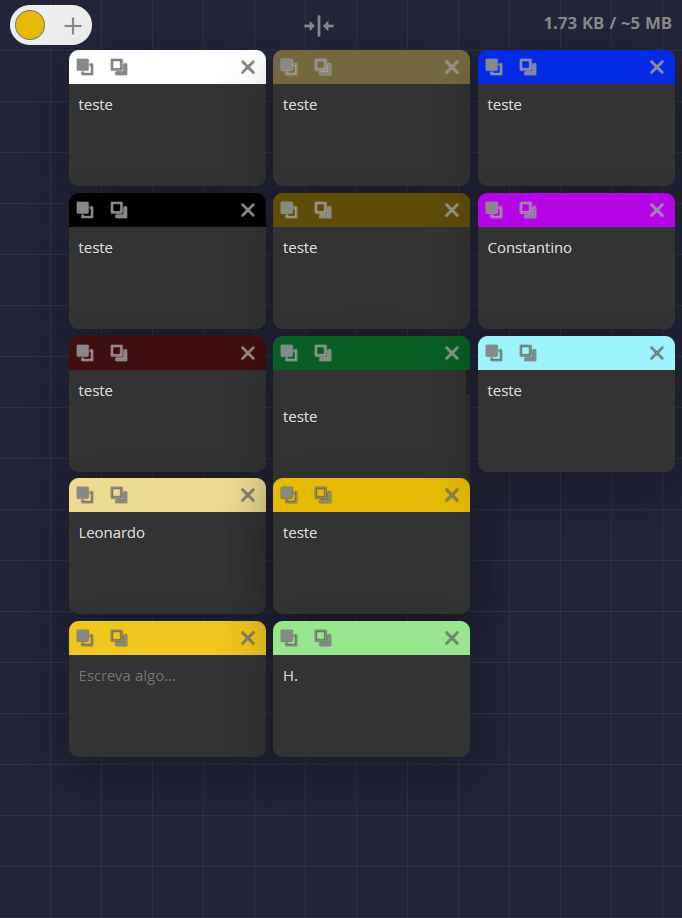 1.73 KB / ~5 MB
teste
teste
teste
teste
teste
Constantino
teste
teste
teste
Leonardo
teste
Escreva algo...
H.